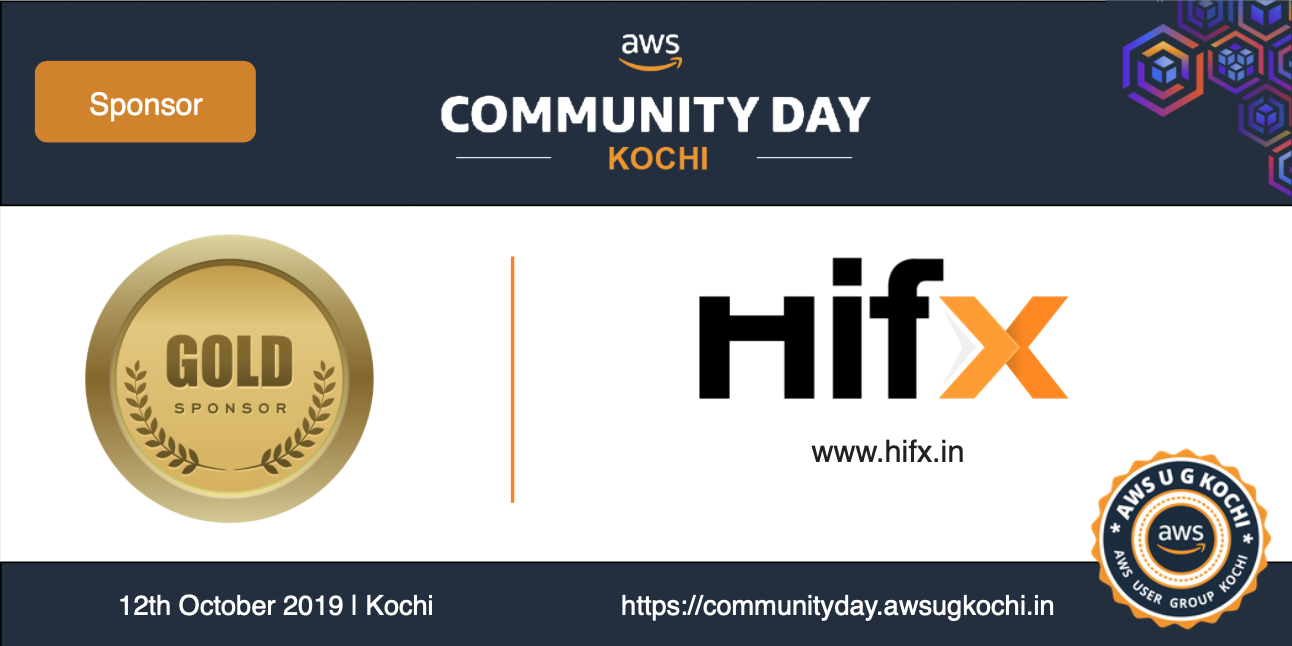 Sponsor
aws
COMMUNITY DAY
KOCHI
GOLD
SPONSOR
Hifx
www.hifx.in
AWS U G KOCHI
aws
AWS USER GROUP KOCHI
12th October 2019 | Kochi
https://communityday.awsugkochi.in